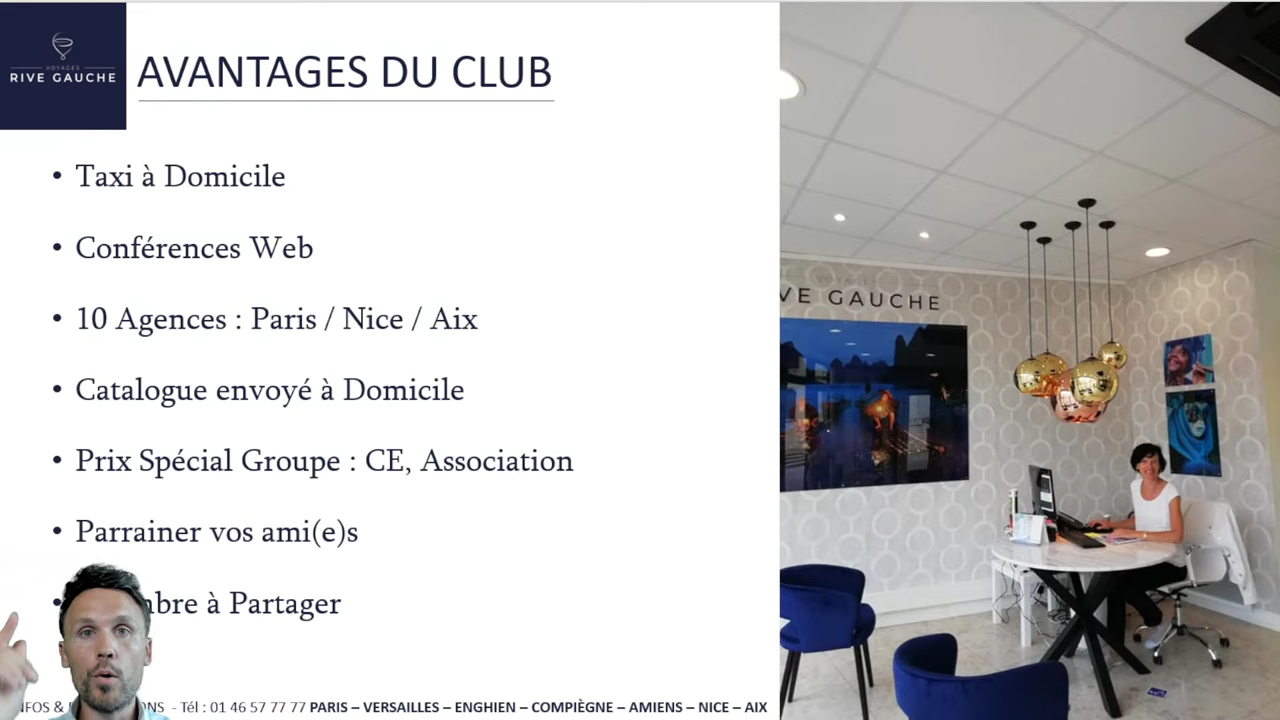 VOYAGES
RIVE GAUCHE
AVANTAGES DU CLUB
• Taxi à Domicile
• Conférences Web
• 10 Agences : Paris / Nice / Aix
• Catalogue envoyé à Domicile
• Prix Spécial Groupe : CE, Association
• Parrainer vos ami(e)s
à Partager
- Tél : 01 46 57 77 77 PARIS – VERSAILLES – ENGHIEN – COMPIÈGNE – AMIENS – NICE – AIX
GAUCHE